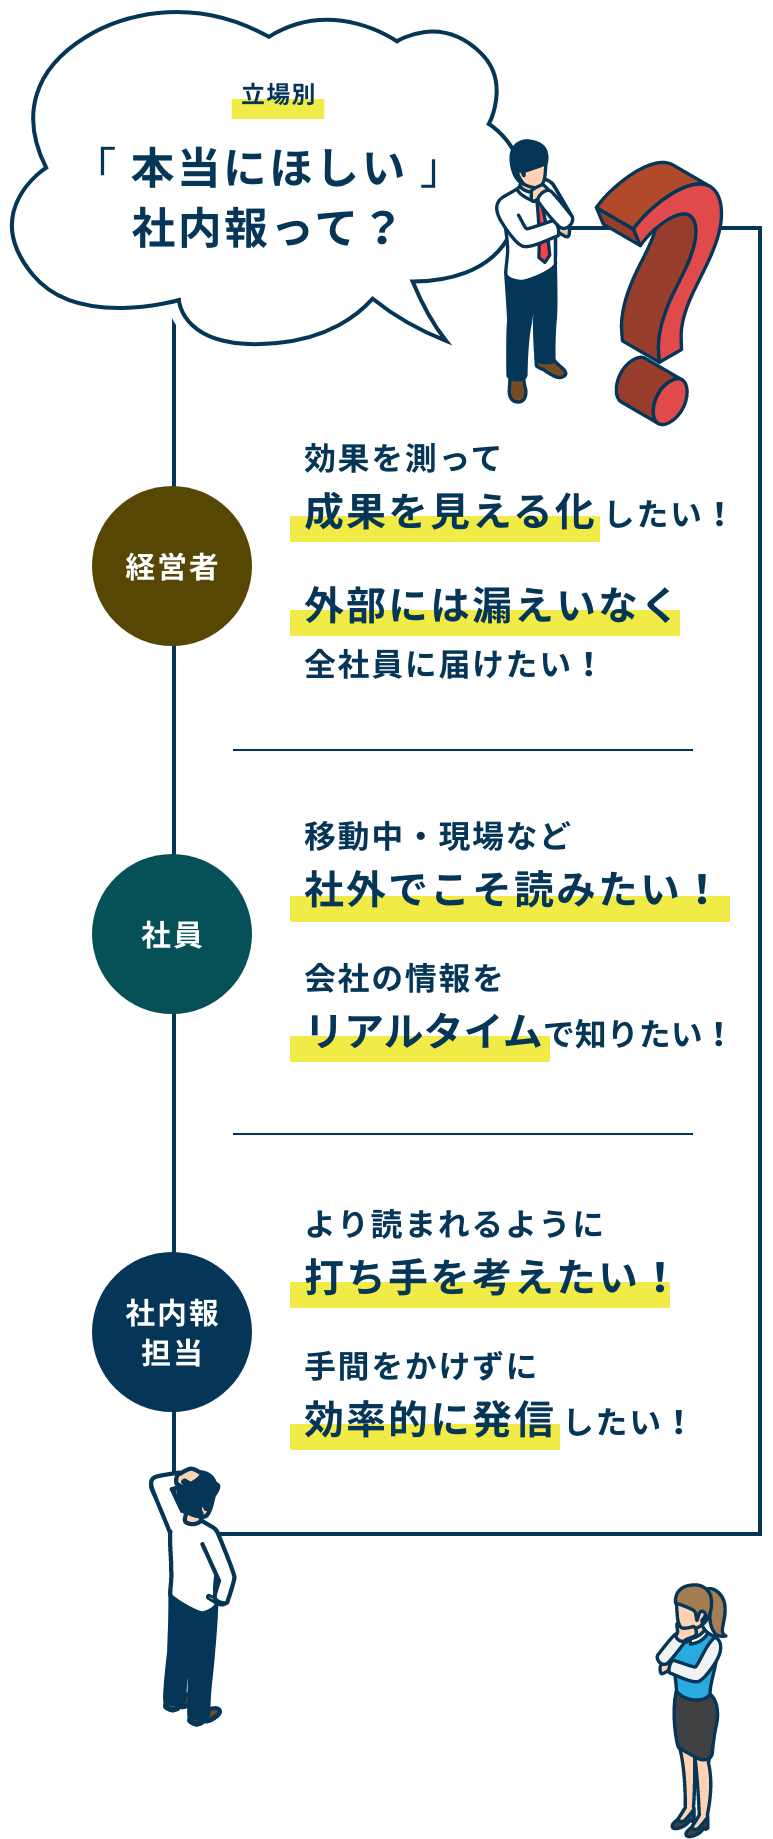 立場別
「本当にほしい」
社内報って？
経営者
効果を測って
成果を見える化したい！
外部には漏えいなく
全社員に届けたい！
社員
移動中・現場など
社外でこそ読みたい！
会社の情報を
リアルタイムで知りたい！
社内報
担当
より読まれるように
打ち手を考えたい！
手間をかけずに
効率的に発信したい！